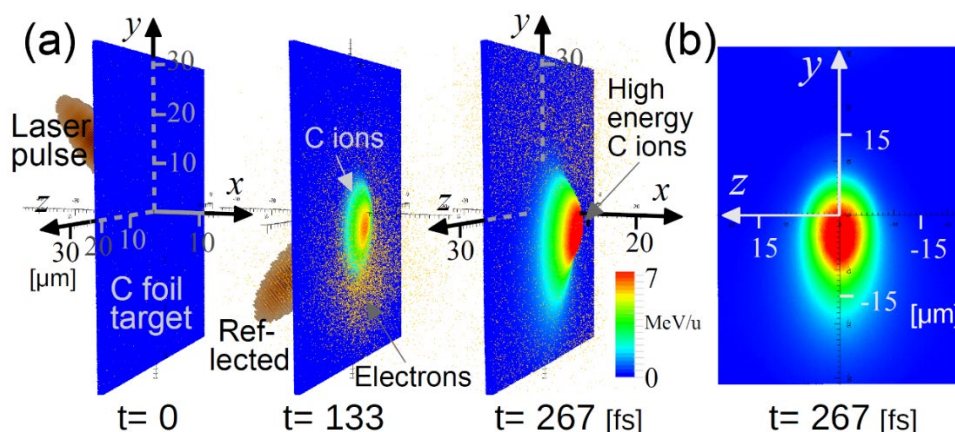 (a)
y
30
20
10
Laser
pulse
z
x
30
20
10
10
[μm]
C foil
target
t= 0
C ions
Ref-
lected
Electrons
t= 133
y
30
High
energy
C ions
z
x
30
20
7
MeV/u
0
t= 267 [fs]
(b)
y
15
z
15
-15
-15
[μm]
t= 267 [fs]